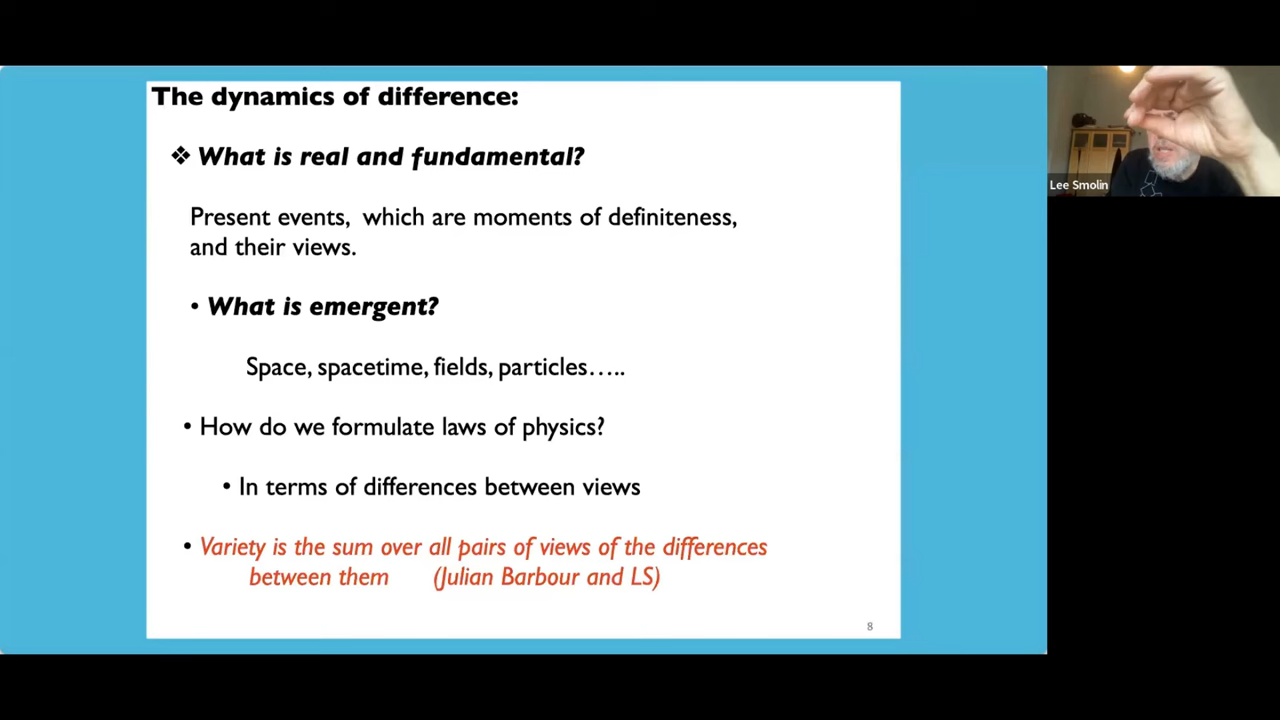 The dynamics of difference:
❖ What is real and fundamental?
Present events, which are moments of definiteness,
and their views.
• What is emergent?
Space, spacetime, fields, particles…..
• How do we formulate laws of physics?
• In terms of differences between views
• Variety is the sum over all pairs of views of the differences
between them (Julian Barbour and LS)
8
Lee Smolin